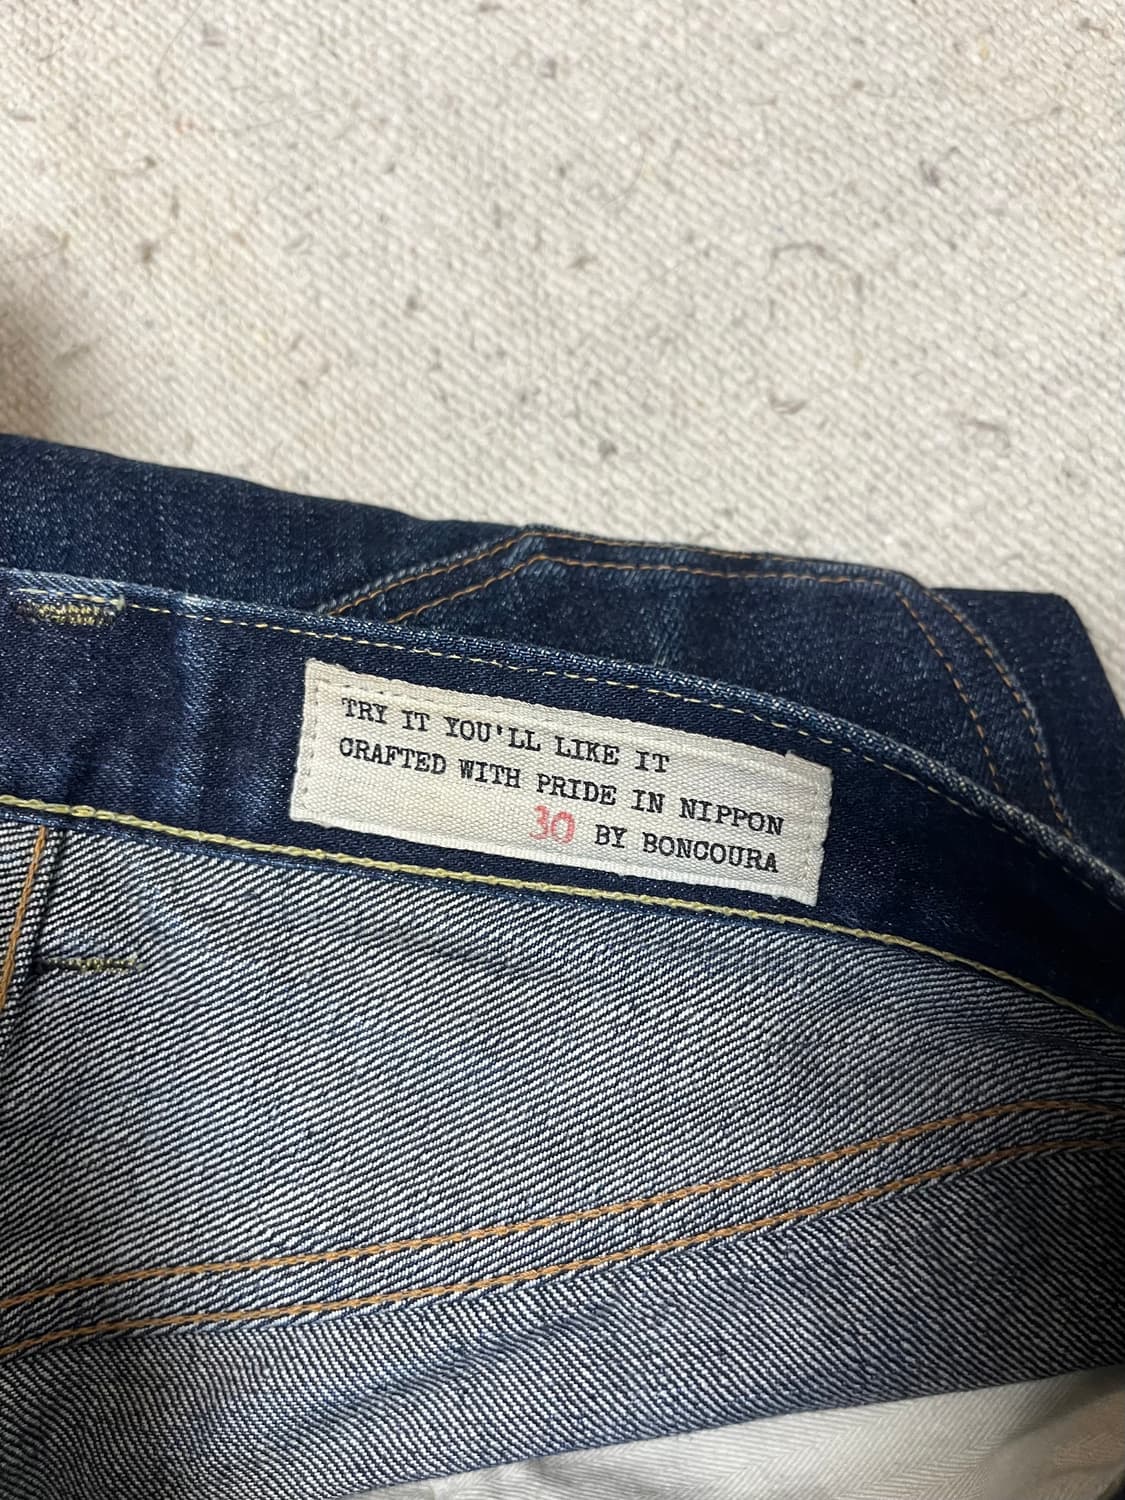 TRY IT YOU'LL LIKE IT
CRAFTED WITH PRIDE IN NIPPON
30 BY BONCOURA